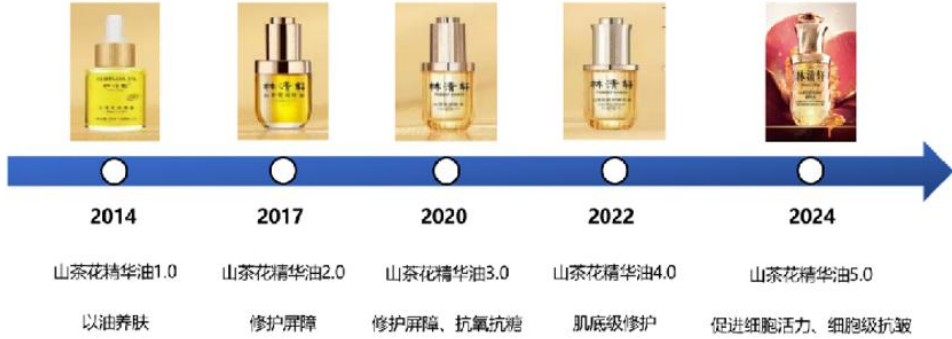 林清轩
林清轩
林清轩
林清轩
2014
2017
2020
2022
2024
山茶花精华油1.0
山茶花精华油2.0
山茶花精华油3.0
山茶花精华油4.0
山茶花精华油5.0
以油养肤
修护屏障
修护屏障、抗氧抗糖
肌底级修护
促进细胞活力、细胞级抗皱